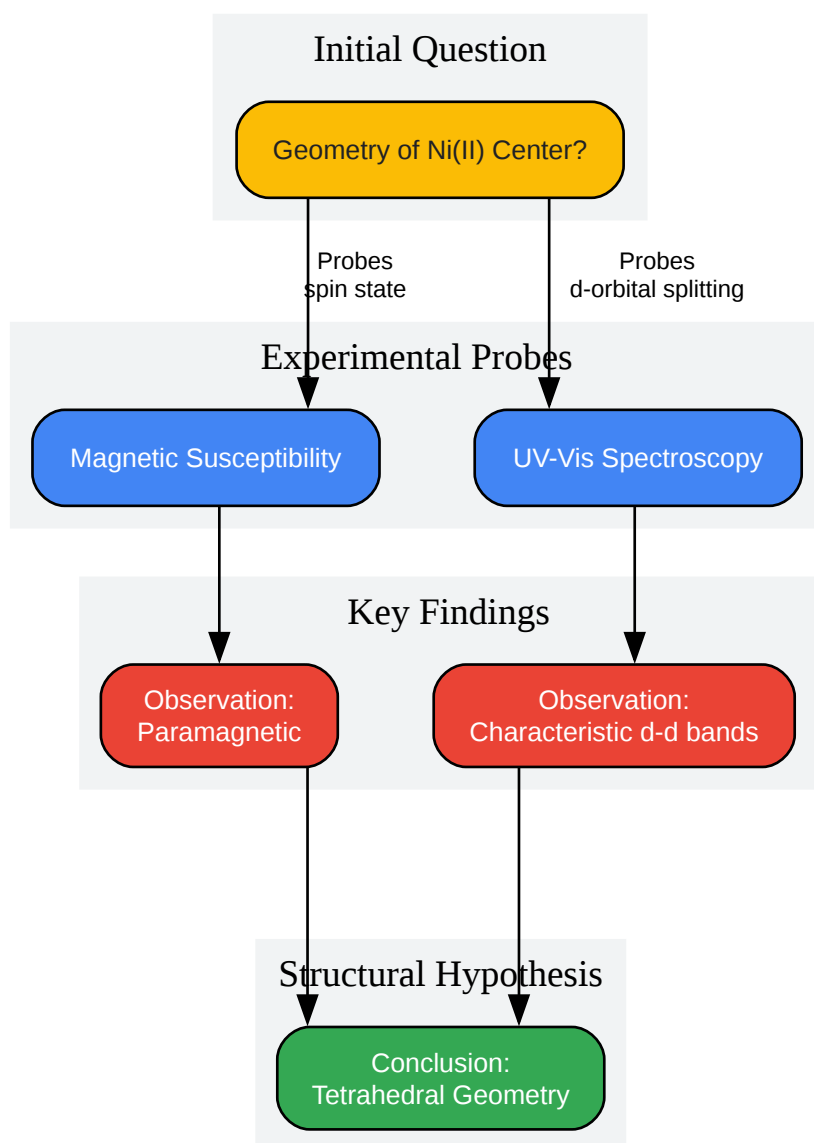 Initial Question
Geometry of Ni(II) Center?
Probes
spin state
Probes
d-orbital splitting
Experimental Probes
Magnetic Susceptibility
UV-Vis Spectroscopy
Key Findings
Observation:
Paramagnetic
Observation:
Characteristic d-d bands
Structural Hypothesis
Conclusion:
Tetrahedral Geometry